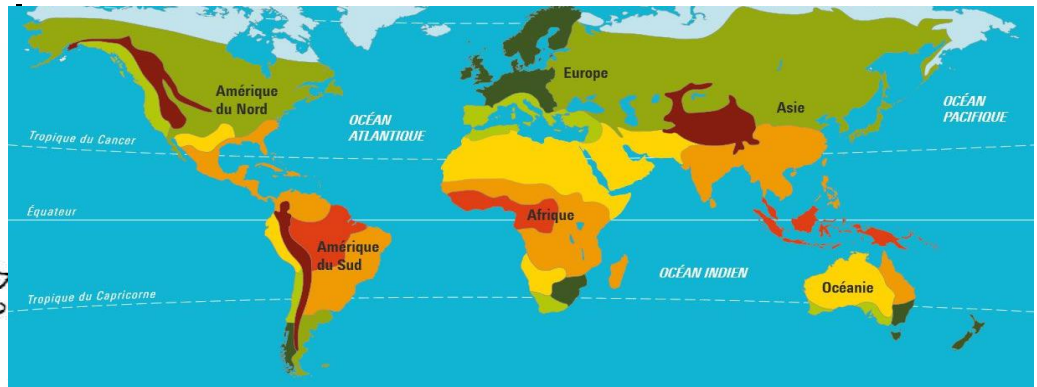 Europe
Asie
Amérique
du Nord
OCÉAN
PACIFIQUE
OCÉAN
ATLANTIQUE
Tropique du Cancer
Équateur
Afrique
Amérique
du Sud
OCÉAN INDIEN
Océanie
Tropique du Capricorne